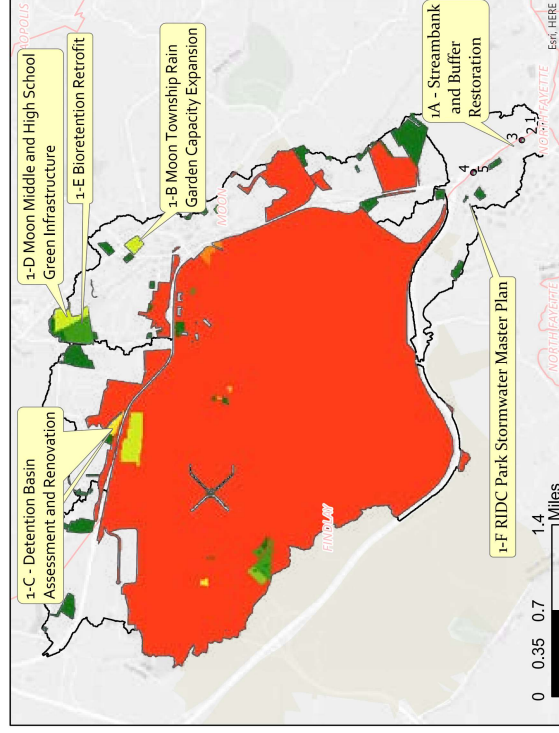 1-D Moon Middle and High School
Green Infrastructure
1-E Bioretention Retrofit
1-B Moon Township Rain
Garden Capacity Expansion
1-C - Detention Basin
Assessment and Renovation
MOON
FINDLAY
1A - Streambank
and Buffer
Restoration
1-F RIDC Park Stormwater Master Plan
NORTH FAYETTE
NORTH FAYETTE
1
2
3
4
5
0 0.35 0.7 1.4
Miles
Esri, HERE